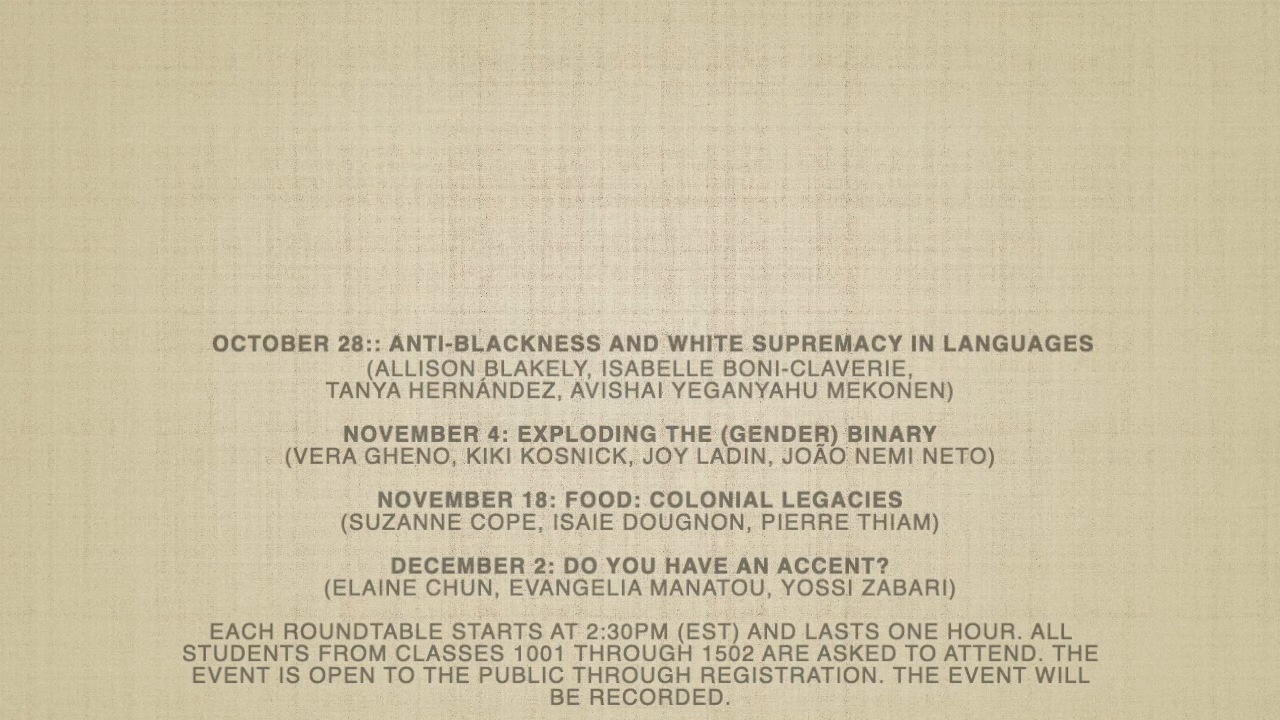 OCTOBER 28:: ANTI-BLACKNESS AND WHITE SUPREMACY IN LANGUAGES
(ALLISON BLAKELY, ISABELLE BONI-CLAVERIE,
TANYA HERNÁNDEZ, AVISHAI YEGANYAHU MEKONEN)
NOVEMBER 4: EXPLODING THE (GENDER) BINARY
(VERA GHENO, KIKI KOSNICK, JOY LADIN, JOÃO NEMI NETO)
NOVEMBER 18: FOOD: COLONIAL LEGACIES
(SUZANNE COPE, ISAIE DOUGNON, PIERRE THIAM)
DECEMBER 2: DO YOU HAVE AN ACCENT?
(ELAINE CHUN, EVANGELIA MANATOU, YOSSI ZABARI)
EACH ROUNDTABLE STARTS AT 2:30PM (EST) AND LASTS ONE HOUR. ALL
STUDENTS FROM CLASSES 1001 THROUGH 1502 ARE ASKED TO ATTEND. THE
EVENT IS OPEN TO THE PUBLIC THROUGH REGISTRATION. THE EVENT WILL
BE RECORDED.